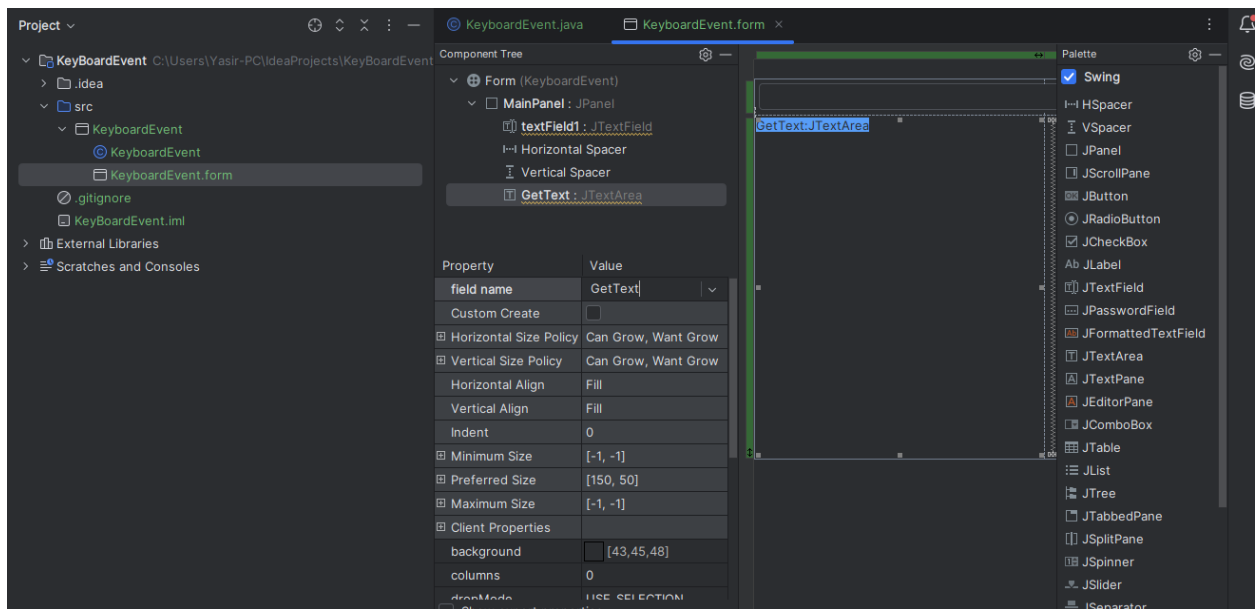 Project
KeyBoardEvent C:\Users\Yasir-PC\IdeaProjects\KeyBoardEvent
.idea
src
KeyboardEvent
KeyboardEvent
KeyboardEvent.form
.gitignore
KeyBoardEvent.iml
External Libraries
Scratches and Consoles
KeyboardEvent.java
KeyboardEvent.form
Component Tree
Form (KeyboardEvent)
MainPanel : JPanel
textField1 : JTextField
Horizontal Spacer
Vertical Spacer
GetText : JTextArea
Property Value
field name GetText
Custom Create
Horizontal Size Policy Can Grow, Want Grow
Vertical Size Policy Can Grow, Want Grow
Horizontal Align Fill
Vertical Align Fill
Indent 0
Minimum Size [-1, -1]
Preferred Size [150, 50]
Maximum Size [-1, -1]
Client Properties
background [43,45,48]
columns 0
dropMode USE_SELECTION
GetText:JTextArea
Palette
Swing
HSpacer
VSpacer
JPanel
JScrollPane
JButton
JRadioButton
JCheckBox
Ab JLabel
JTextField
JPasswordField
JFormattedTextField
JTextArea
JTextPane
JEditorPane
JComboBox
JTable
JList
JTree
JTabbedPane
JSplitPane
JSpinner
JSlider
JSeparator